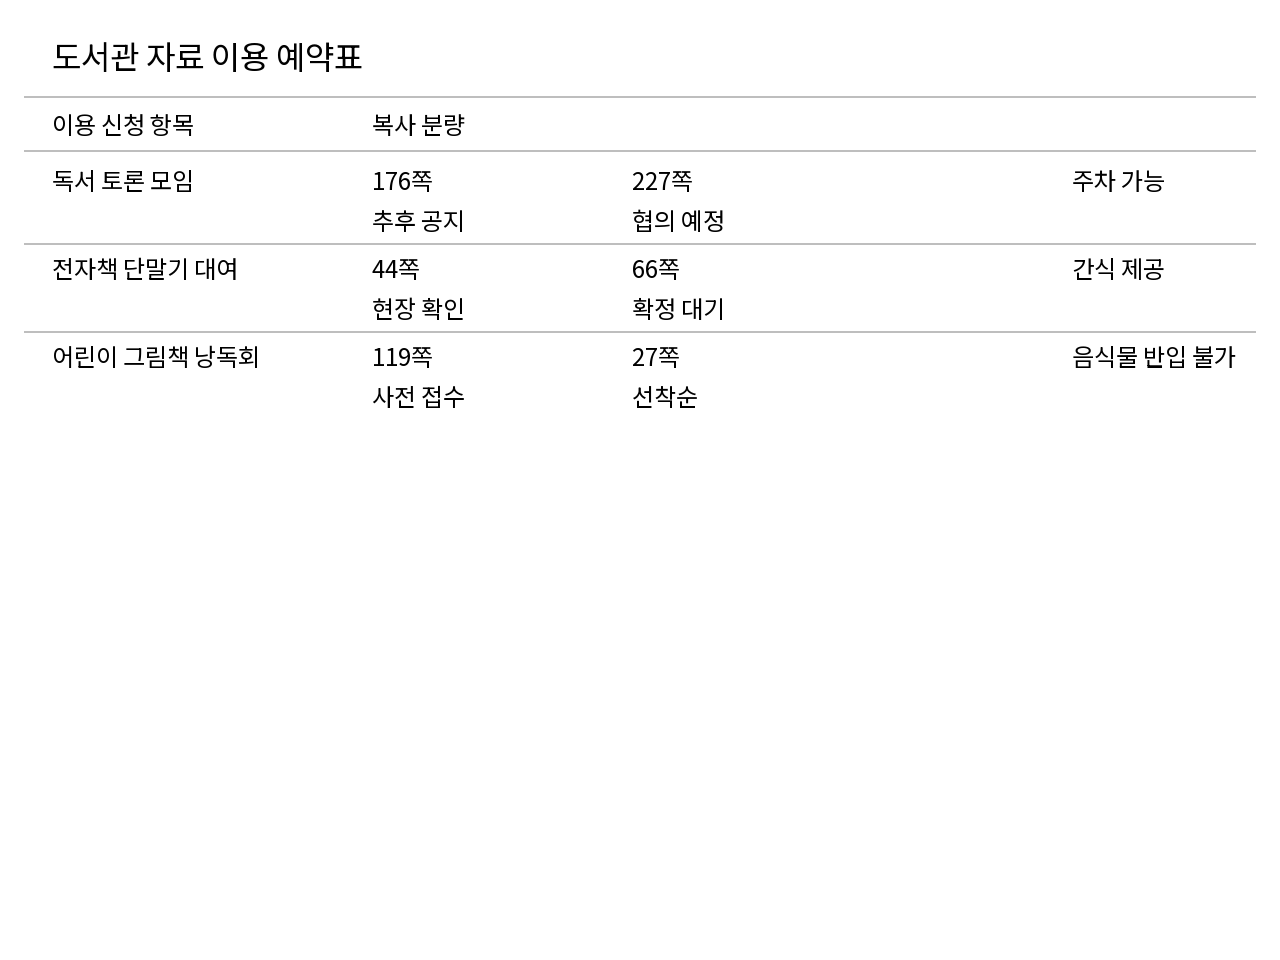 도서관 자료 이용 예약표
이용 신청 항목 복사 분량
독서 토론 모임 176쪽 227쪽 주차 가능
추후 공지 협의 예정
전자책 단말기 대여 44쪽 66쪽 간식 제공
현장 확인 확정 대기
어린이 그림책 낭독회 119쪽 27쪽 음식물 반입 불가
사전 접수 선착순